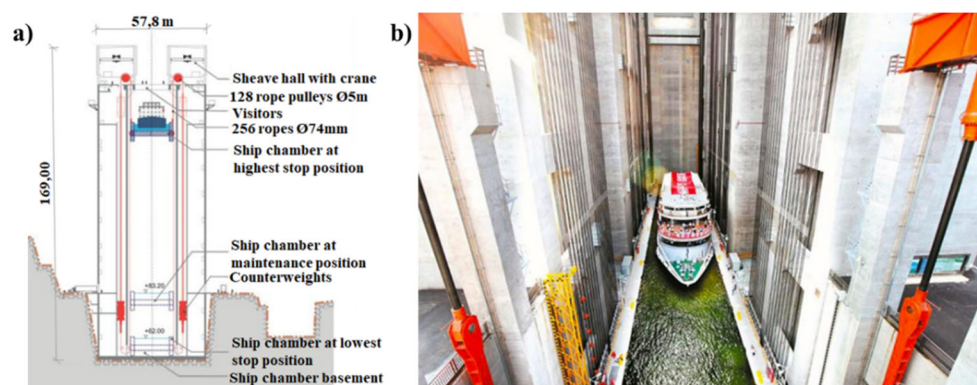 57,8 m
a)
b)
Sheave hall with crane
128 rope pulleys Ø5m
Visitors
256 ropes Ø74mm
Ship chamber at
highest stop position
169,00
Ship chamber at
maintenance position
Counterweights
+83.20
+62.00
Ship chamber at lowest
stop position
Ship chamber basement